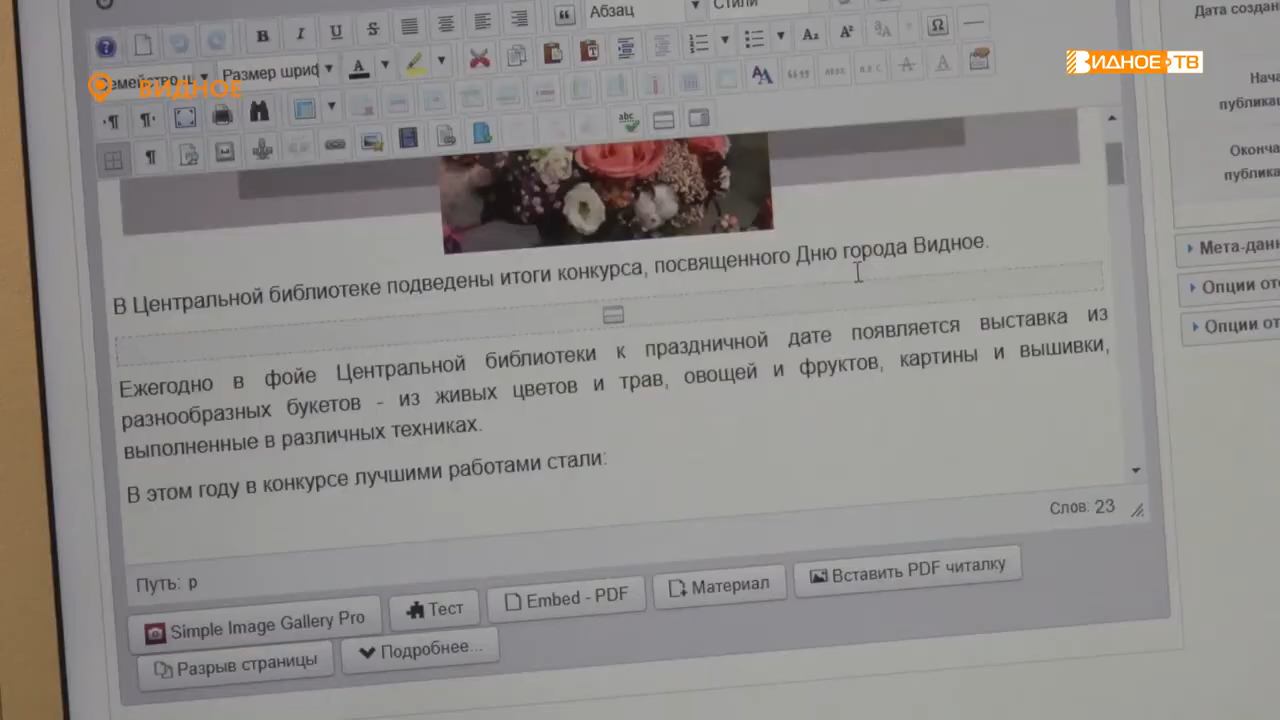 Абзац
Стили
Дата создан
ВИДНОЕ ТВ
Размер шриф
ВИДНОЕ
Нача
публикац
Оконча
публика
В Центральной библиотеке подведены итоги конкурса, посвященного Дню города Видное.
Мета-данн
Опции от
Опции от
Ежегодно в фойе Центральной библиотеки к праздничной дате появляется выставка из
разнообразных букетов - из живых цветов и трав, овощей и фруктов, картины и вышивки,
выполненные в различных техниках.
В этом году в конкурсе лучшими работами стали:
Слов: 23
Путь: p
Simple Image Gallery Pro
Тест
Embed - PDF
Материал
Вставить PDF читалку
Разрыв страницы
Подробнее...